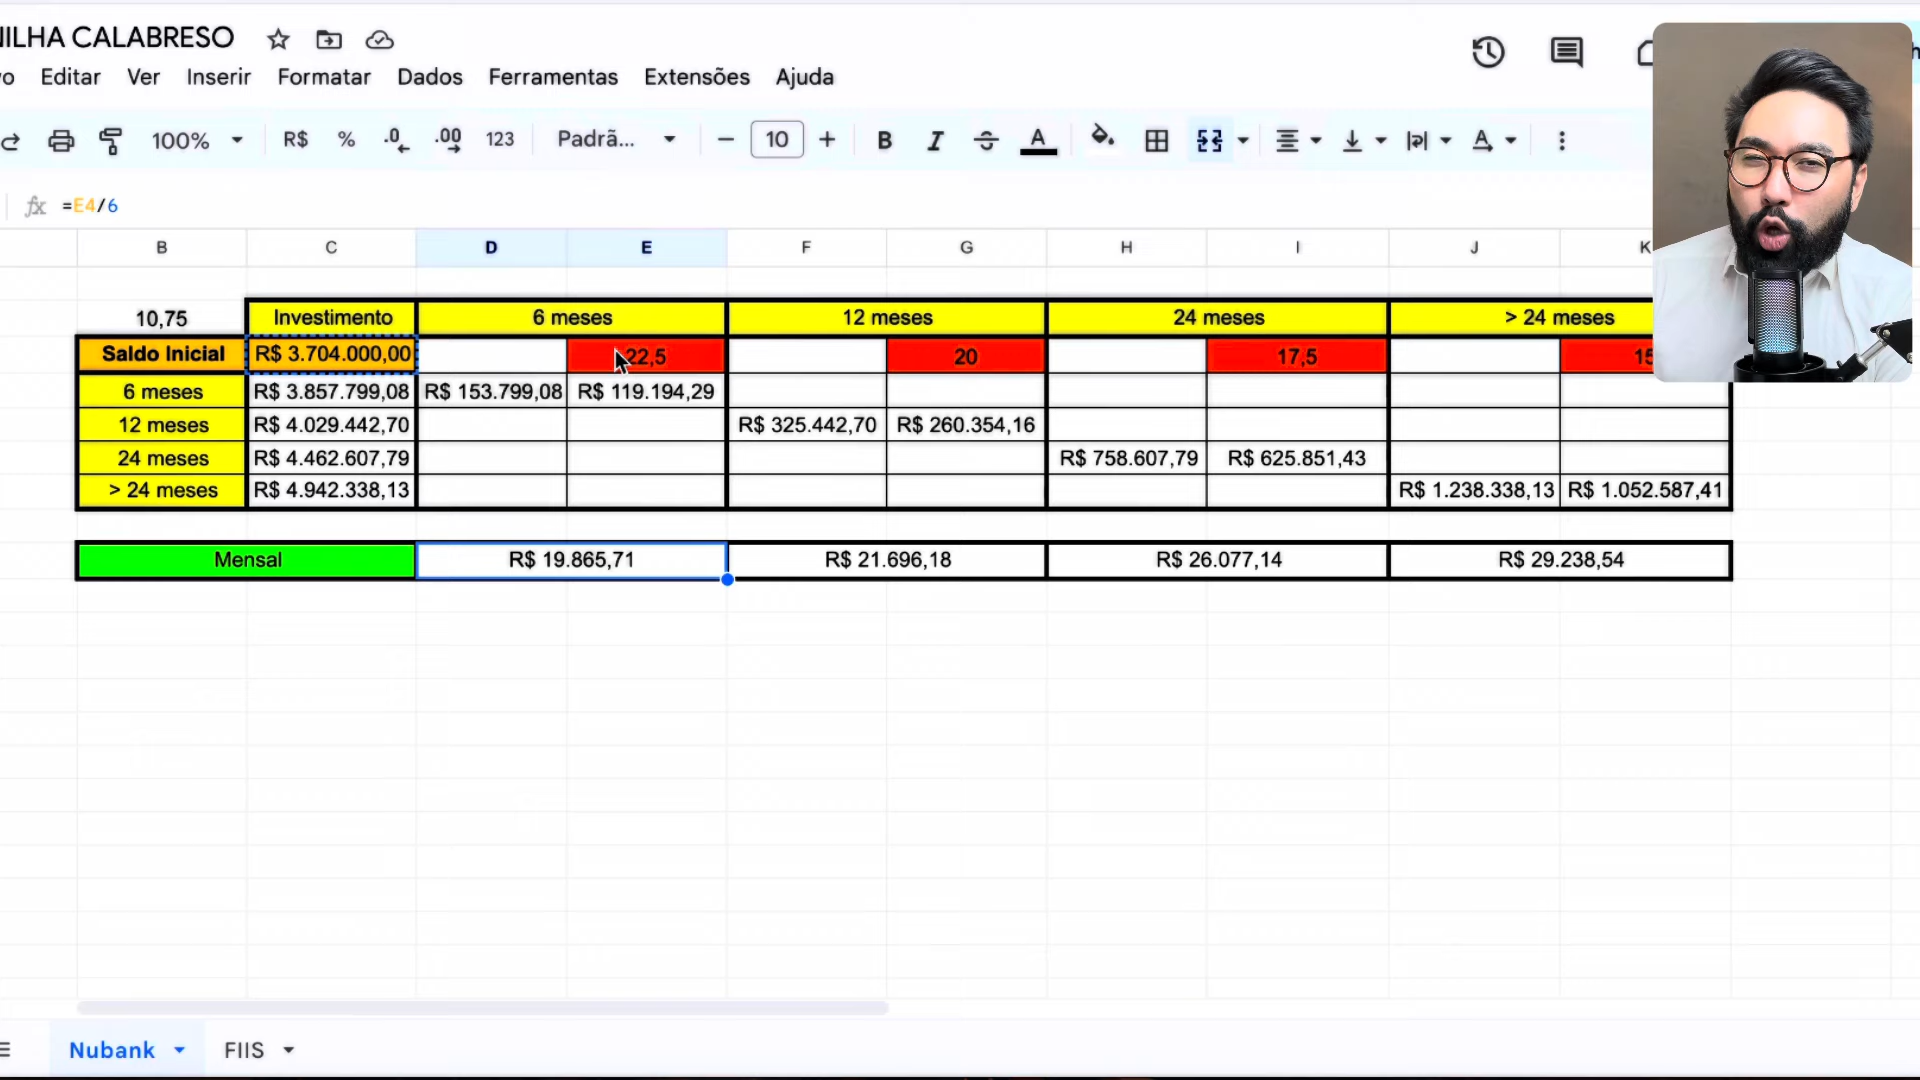 NILHA CALABRESO
Editar Ver Inserir Formatar Dados Ferramentas Extensões Ajuda
100% R$ % .0 .00 123 Padrã... 10 B I S A A
fx =E4/6
B C D E F G H I J K
10,75 Investimento 6 meses 12 meses 24 meses > 24 meses
Saldo Inicial R$ 3.704.000,00 22,5 20 17,5 15
6 meses R$ 3.857.799,08 R$ 153.799,08 R$ 119.194,29
12 meses R$ 4.029.442,70 R$ 325.442,70 R$ 260.354,16
24 meses R$ 4.462.607,79 R$ 758.607,79 R$ 625.851,43
> 24 meses R$ 4.942.338,13 R$ 1.238.338,13 R$ 1.052.587,41
Mensal R$ 19.865,71 R$ 21.696,18 R$ 26.077,14 R$ 29.238,54
Nubank FIIS